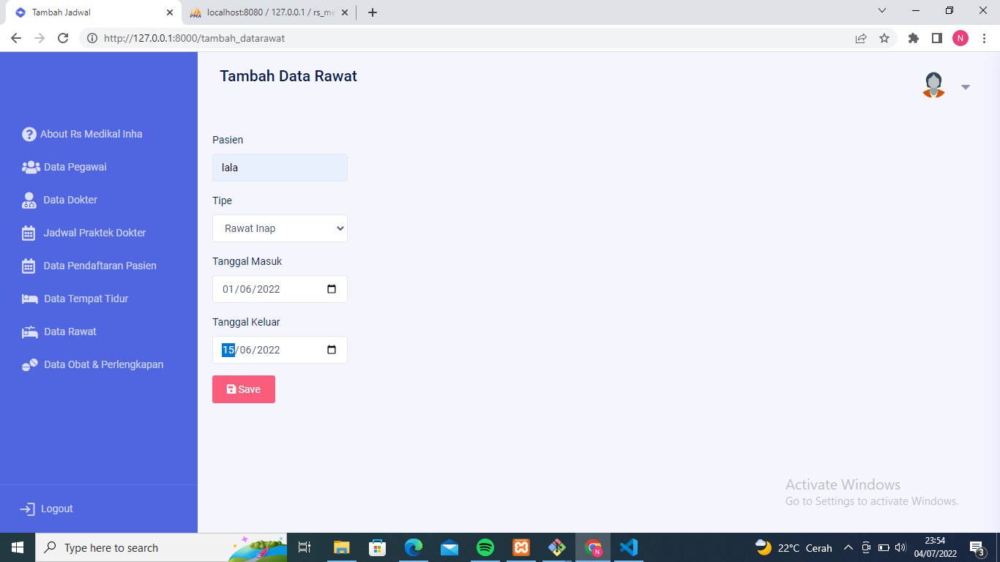 Tambah Jadwal
localhost:8080 / 127.0.0.1 / rs_me
http://127.0.0.1:8000/tambah_datarawat
N
Tambah Data Rawat
About Rs Medikal Inha
Data Pegawai
Data Dokter
Jadwal Praktek Dokter
Data Pendaftaran Pasien
Data Tempat Tidur
Data Rawat
Data Obat & Perlengkapan
Logout
Pasien
lala
Tipe
Rawat Inap
Tanggal Masuk
01/06/2022
Tanggal Keluar
15/06/2022
Save
Activate Windows
Go to Settings to activate Windows.
Type here to search
N
22°C Cerah
23:54
04/07/2022
3